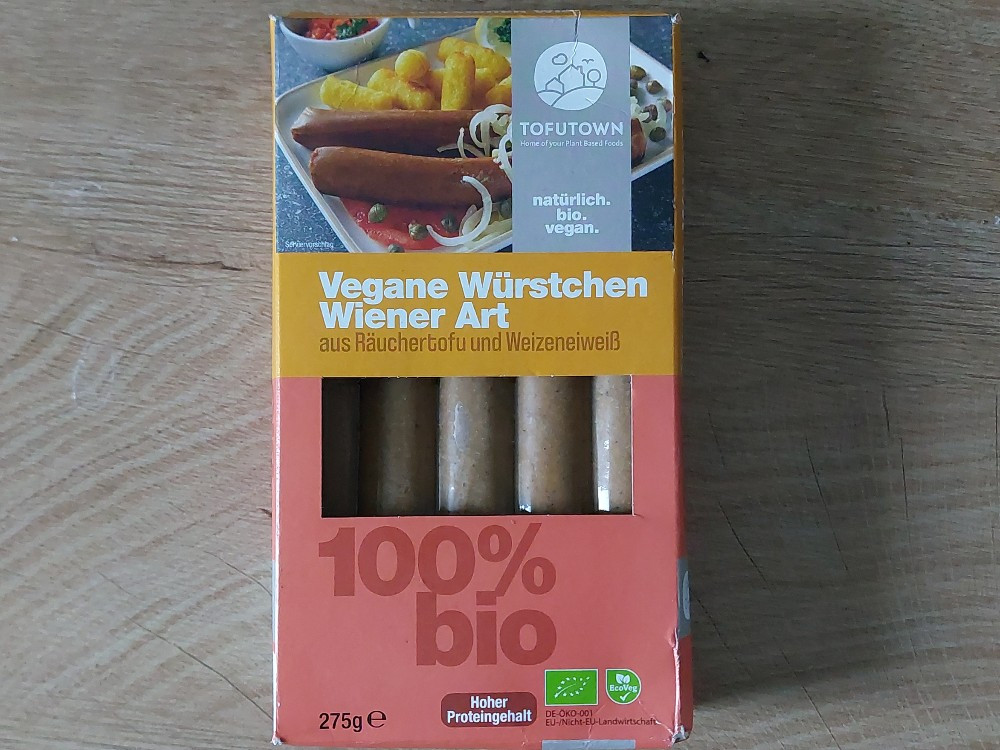 TOFUTOWN
Home of your Plant Based Foods
natürlich.
bio.
vegan.
Serviervorschlag
Vegane Würstchen
Wiener Art
aus Räuchertofu und Weizeneiweiß
100%
bio
EcoVeg
Hoher
Proteingehalt
275g e
DE-ÖKO-001
EU-/Nicht-EU-Landwirtschaft